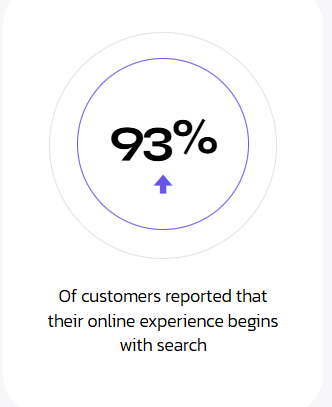 93%
Of customers reported that
their online experience begins
with search